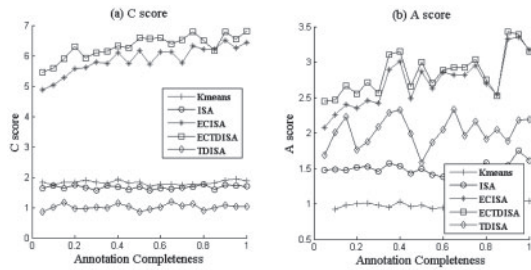 (a) C score
7
6
5
4
3
2
1
0
C score
Kmeans
ISA
ECISA
ECTDISA
TDISA
0
0.2
0.4
0.6
0.8
1
Annotation Completeness
(b) A score
3.5
3
2.5
2
1.5
1
0.5
A score
Kmeans
ISA
ECISA
ECTDISA
TDISA
0
0.2
0.4
0.6
0.8
1
Annotation Completeness